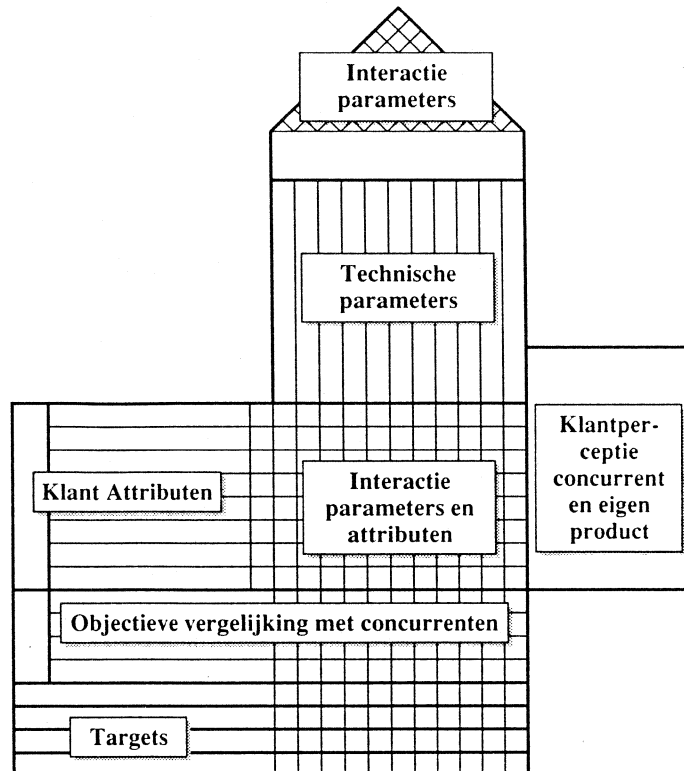 Interactie
parameters
Technische
parameters
Klantper-
ceptie
concurrent
en eigen
product
Klant Attributen
Interactie
parameters en
attributen
Objectieve vergelijking met concurrenten
Targets